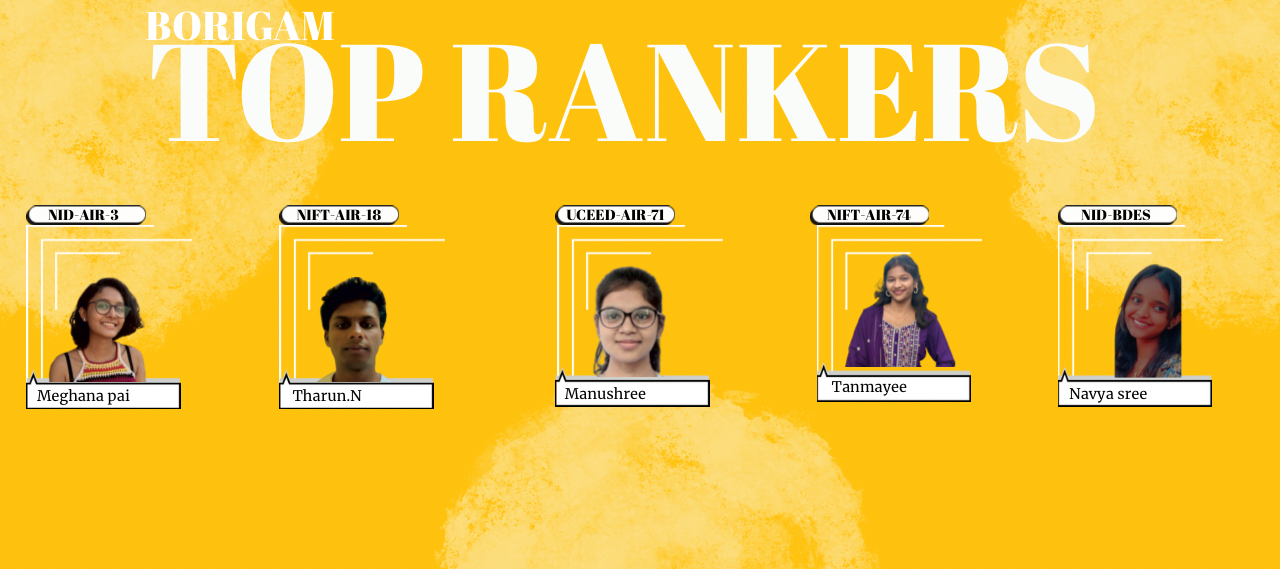 BORIGAM
TOP RANKERS
NID-AIR-3
NIFT-AIR-18
UCEED-AIR-71
NIFT-AIR-74
NID-BDES
Meghana pai
Tharun.N
Manushree
Tanmayee
Navya sree